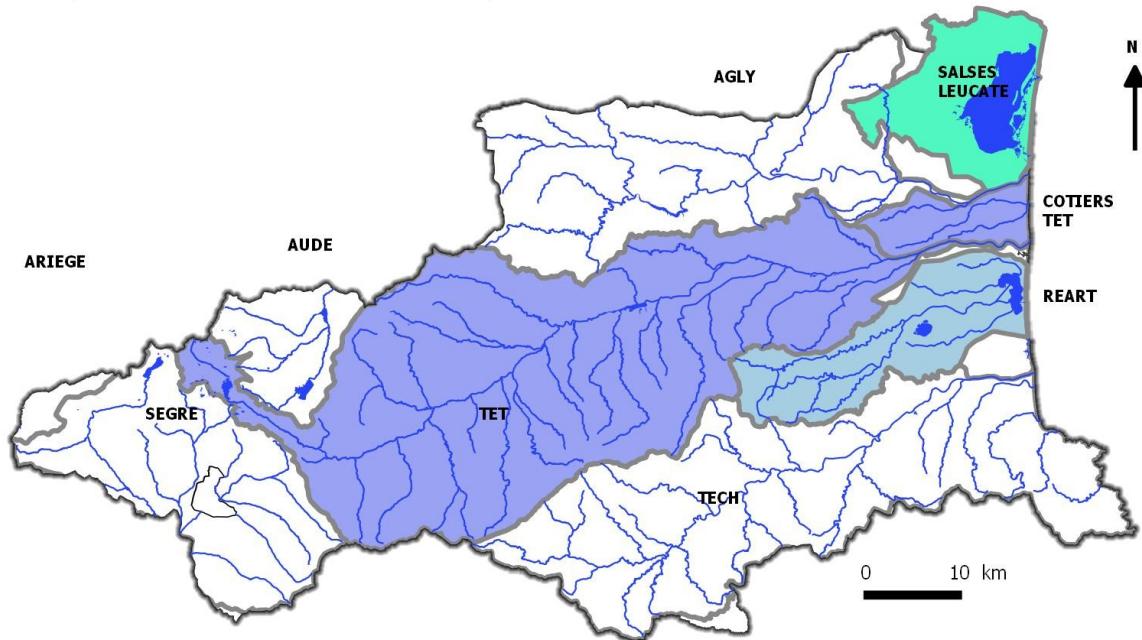 AGLY
SALSES
LEUCATE
N
COTIERS
TET
AUDE
ARIEGE
REART
SEGRE
TET
TECH
0 10 km